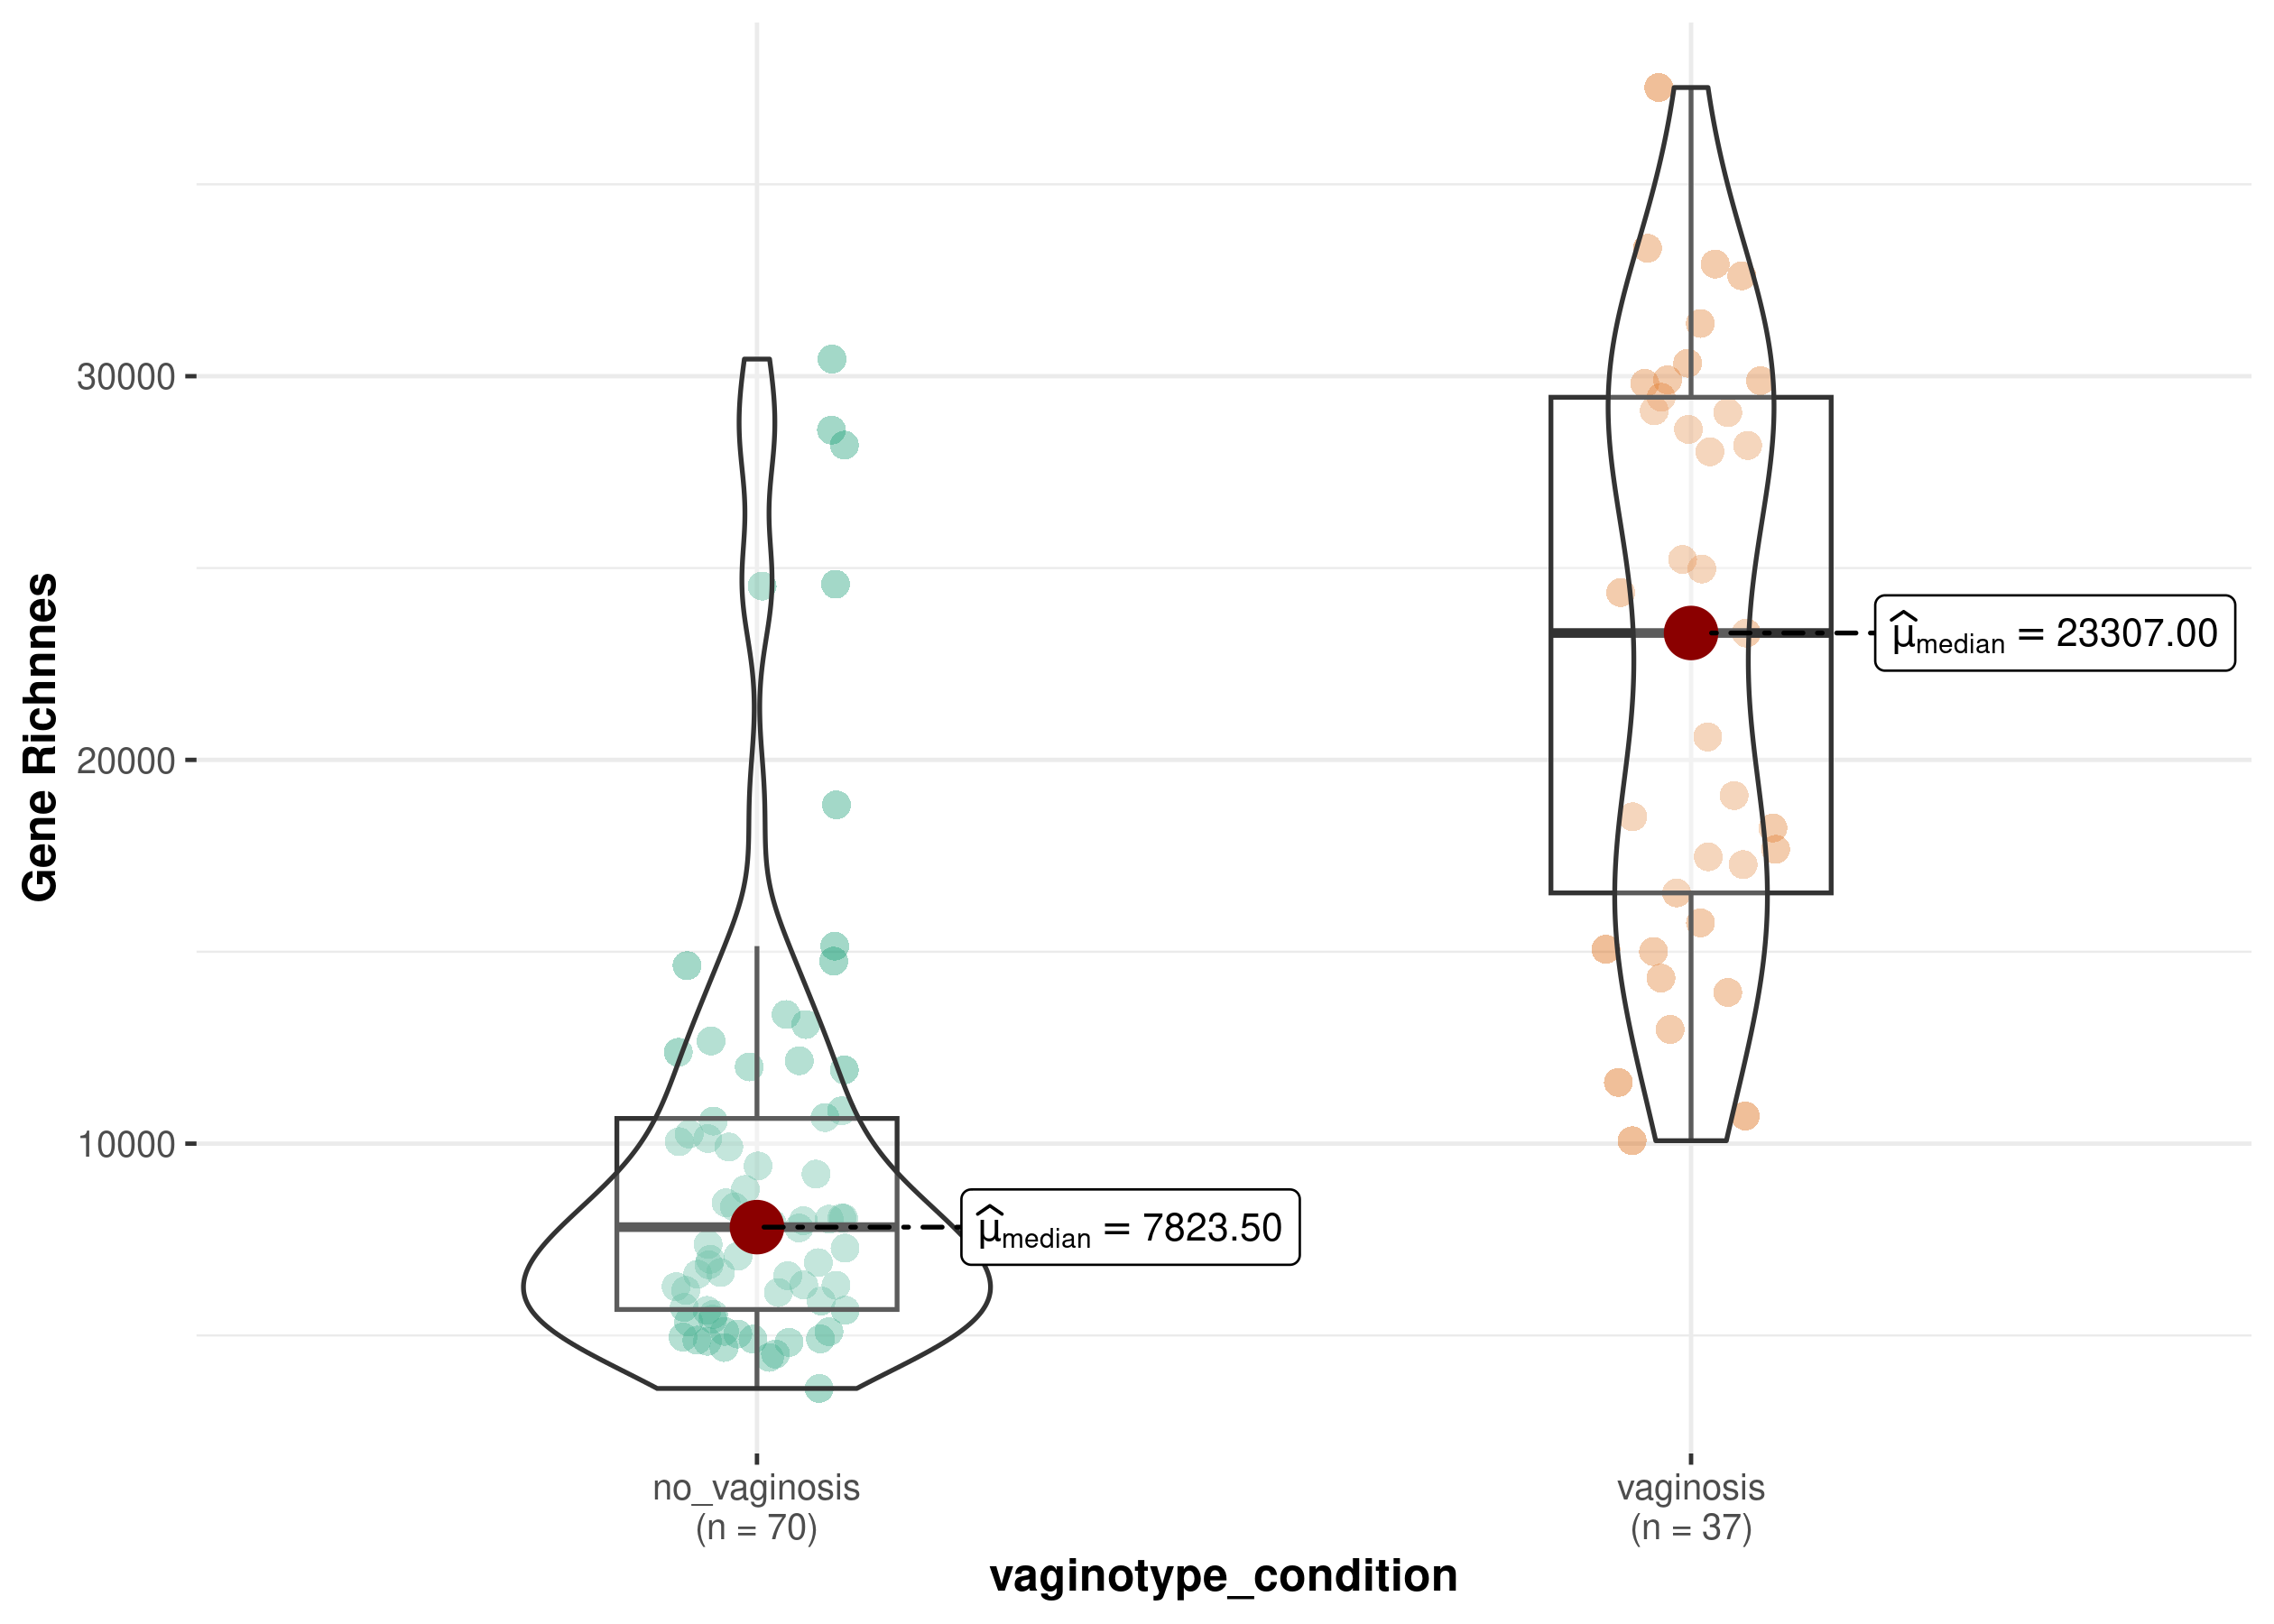 Gene Richnnes
30000
20000
10000
μ̂median = 23307.00
μ̂median = 7823.50
no_vaginosis
(n = 70)
vaginosis
(n = 37)
vaginotype_condition